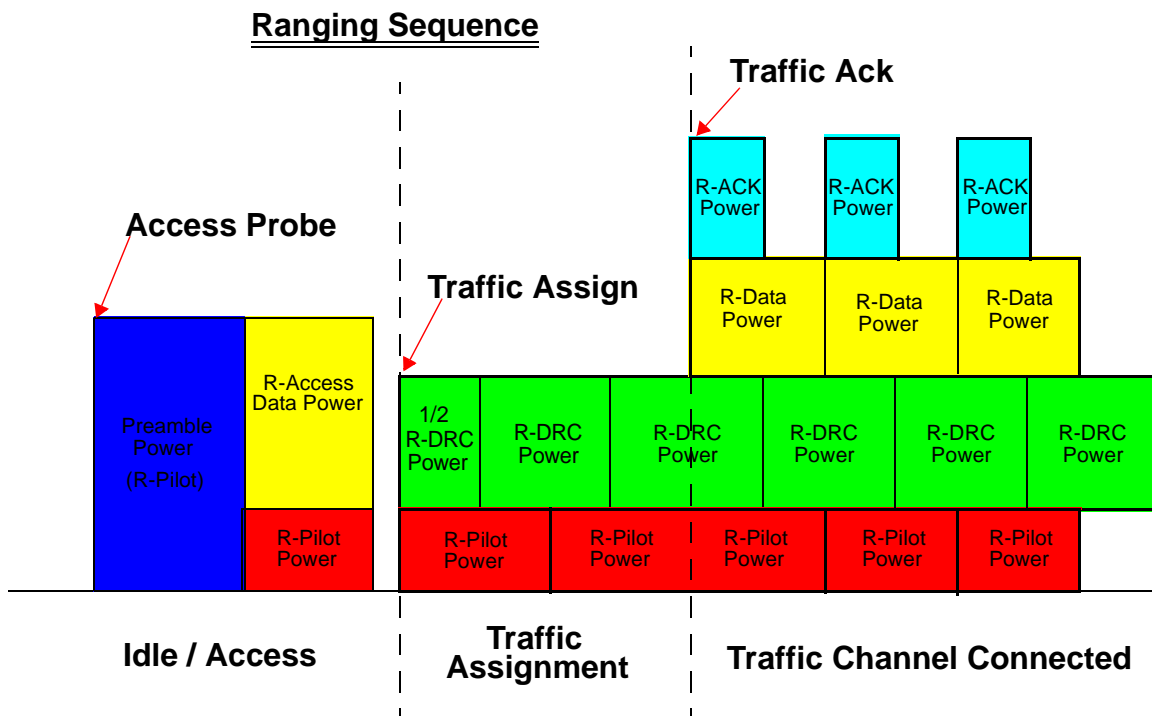 Ranging Sequence
Traffic Ack
Access Probe
Traffic Assign
R-ACK
Power
R-ACK
Power
R-ACK
Power
R-Data
Power
R-Data
Power
R-Data
Power
Preamble
Power
(R-Pilot)
R-Access
Data Power
R-Pilot
Power
1/2
R-DRC
Power
R-DRC
Power
R-DRC
Power
R-DRC
Power
R-DRC
Power
R-DRC
Power
R-Pilot
Power
R-Pilot
Power
R-Pilot
Power
R-Pilot
Power
R-Pilot
Power
Idle / Access
Traffic
Assignment
Traffic Channel Connected